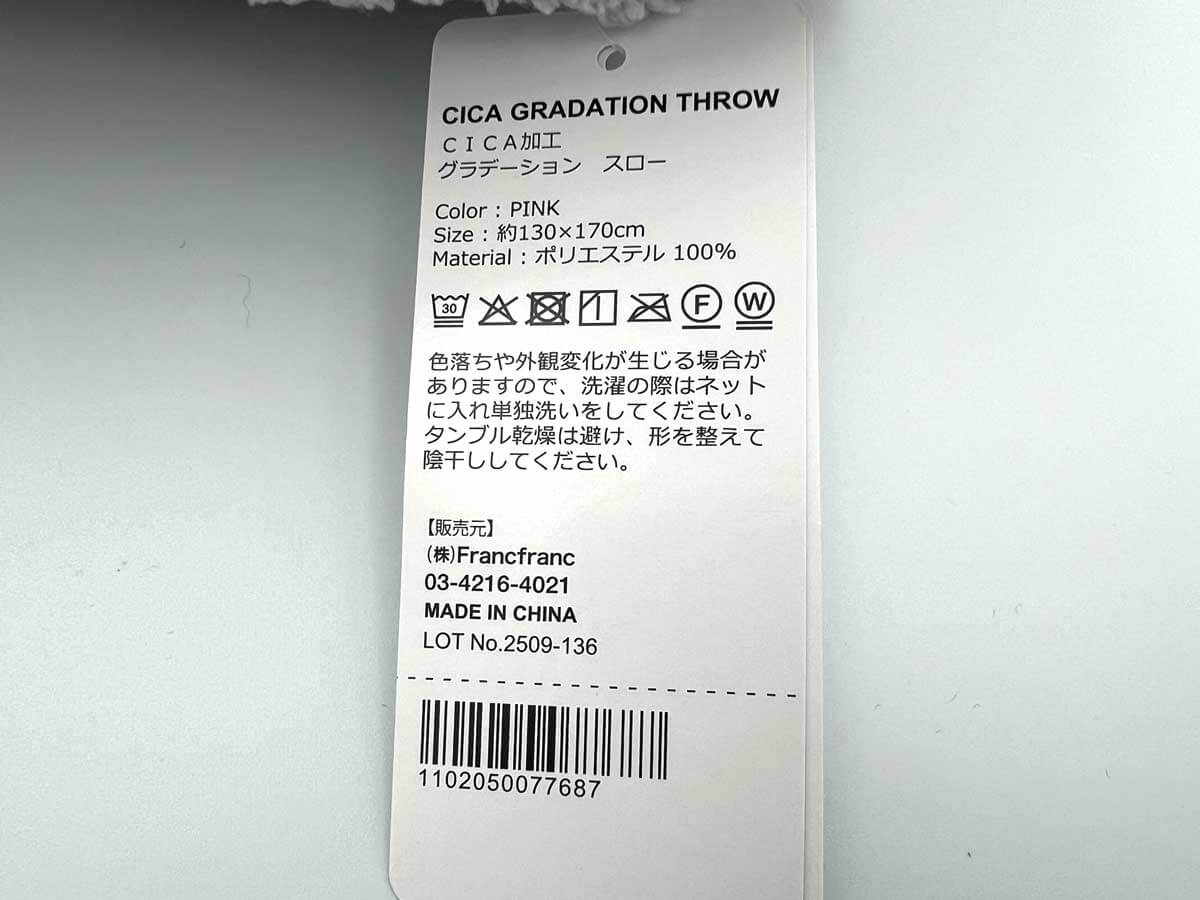 CICA GRADATION THROW
ＣＩＣＡ加工
グラデーション　スロー
Color : PINK
Size : 約130×170cm
Material : ポリエステル 100%
30 F W
色落ちや外観変化が生じる場合が
ありますので、洗濯の際はネット
に入れ単独洗いをしてください。
タンブル乾燥は避け、形を整えて
陰干ししてください。
【販売元】
(株)Francfranc
03-4216-4021
MADE IN CHINA
LOT No.2509-136
1102050077687